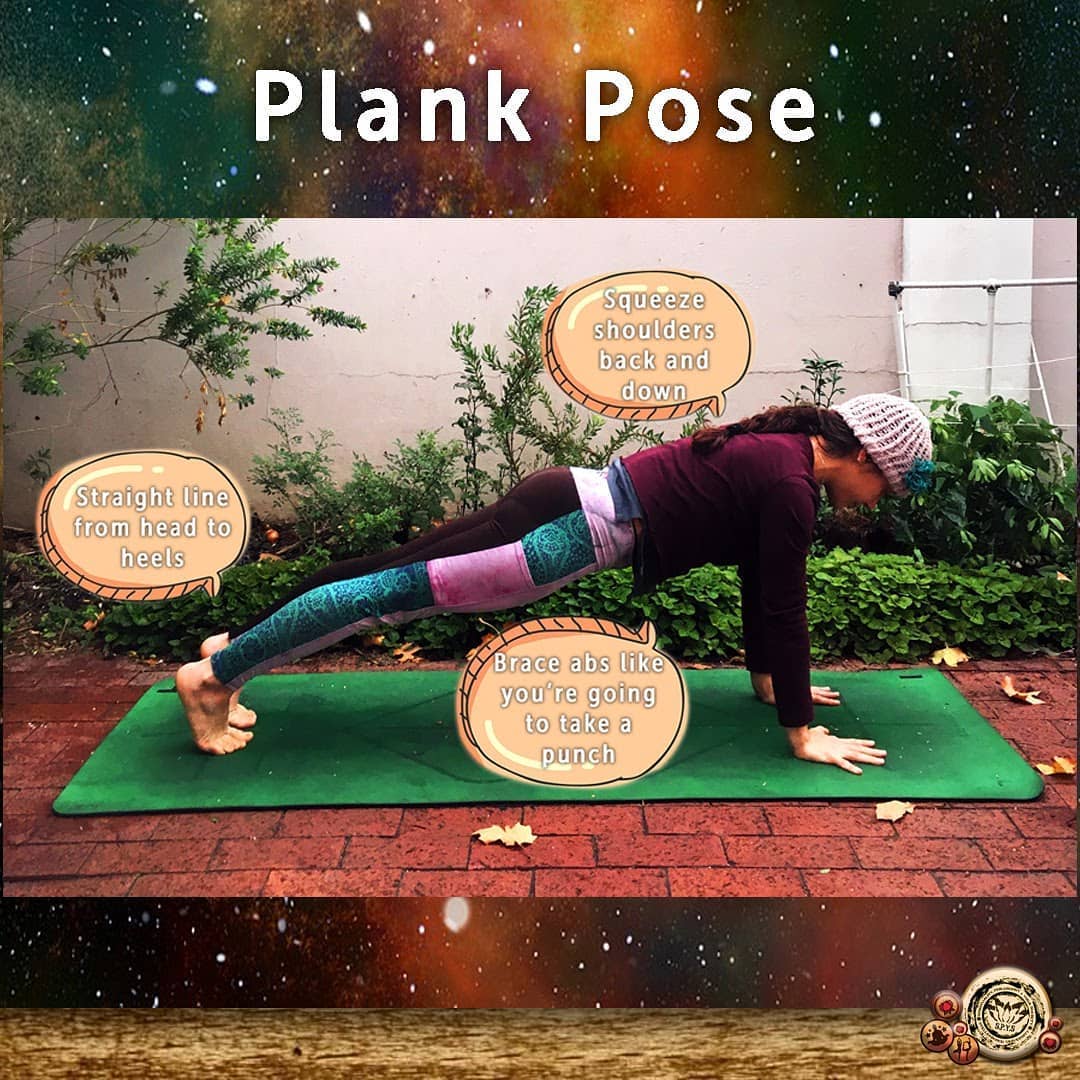 Plank Pose
Squeeze
shoulders
back and
down
Straight line
from head to
heels
Brace abs like
you're going
to take a
punch
S.P.Y.S